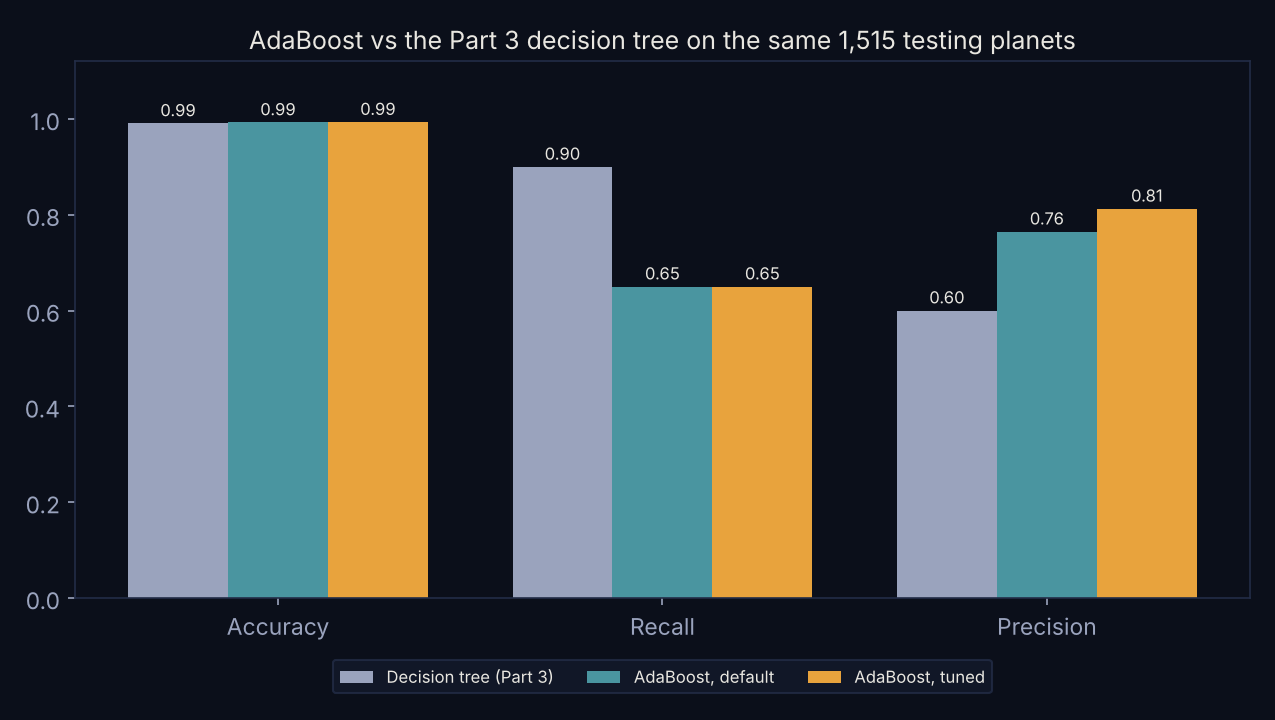 AdaBoost vs the Part 3 decision tree on the same 1,515 testing planets
1.0
0.8
0.6
0.4
0.2
0.0
0.99
0.99
0.99
0.90
0.65
0.65
0.60
0.76
0.81
Accuracy
Recall
Precision
Decision tree (Part 3)
AdaBoost, default
AdaBoost, tuned